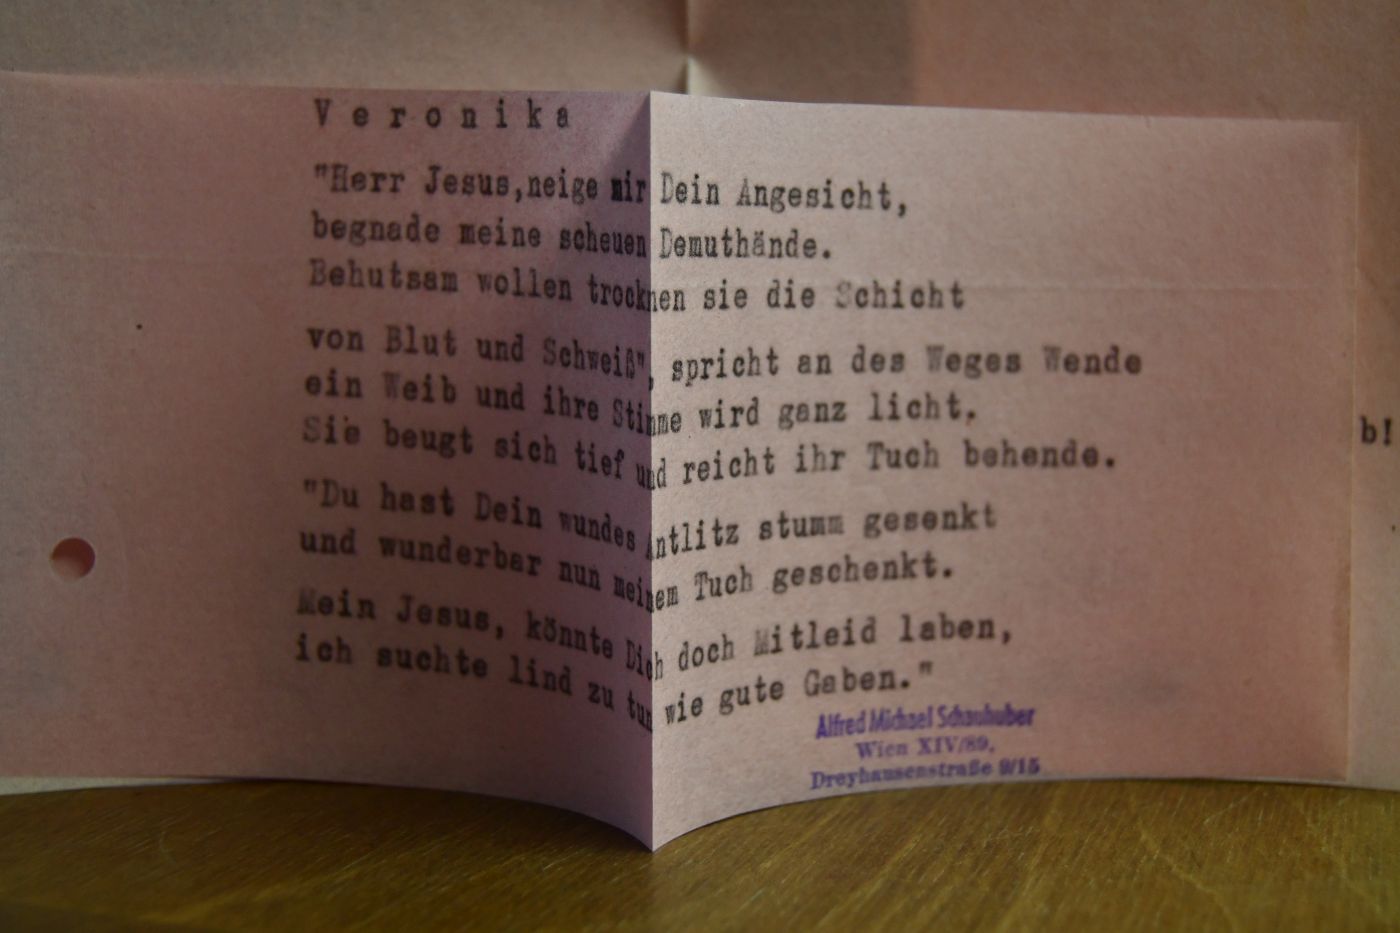 Veronika
"Herr Jesus,neige mir Dein Angesicht,
begnade meine scheuen Demuthände.
Behutsam wollen trocknen sie die Schicht
von Blut und Schweiß", spricht an des Weges Wende
ein Weib und ihre Stimme wird ganz licht.
Sie beugt sich tief und reicht ihr Tuch behende.
"Du hast Dein wundes Antlitz stumm gesenkt
und wunderbar nun meinem Tuch geschenkt.
Mein Jesus, könnte Dich doch Mitleid laben,
ich suchte lind zu tun wie gute Gaben."
Alfred Michael Schauhuber
Wien XIV/89,
Dreyhausenstraße 9/15
b!